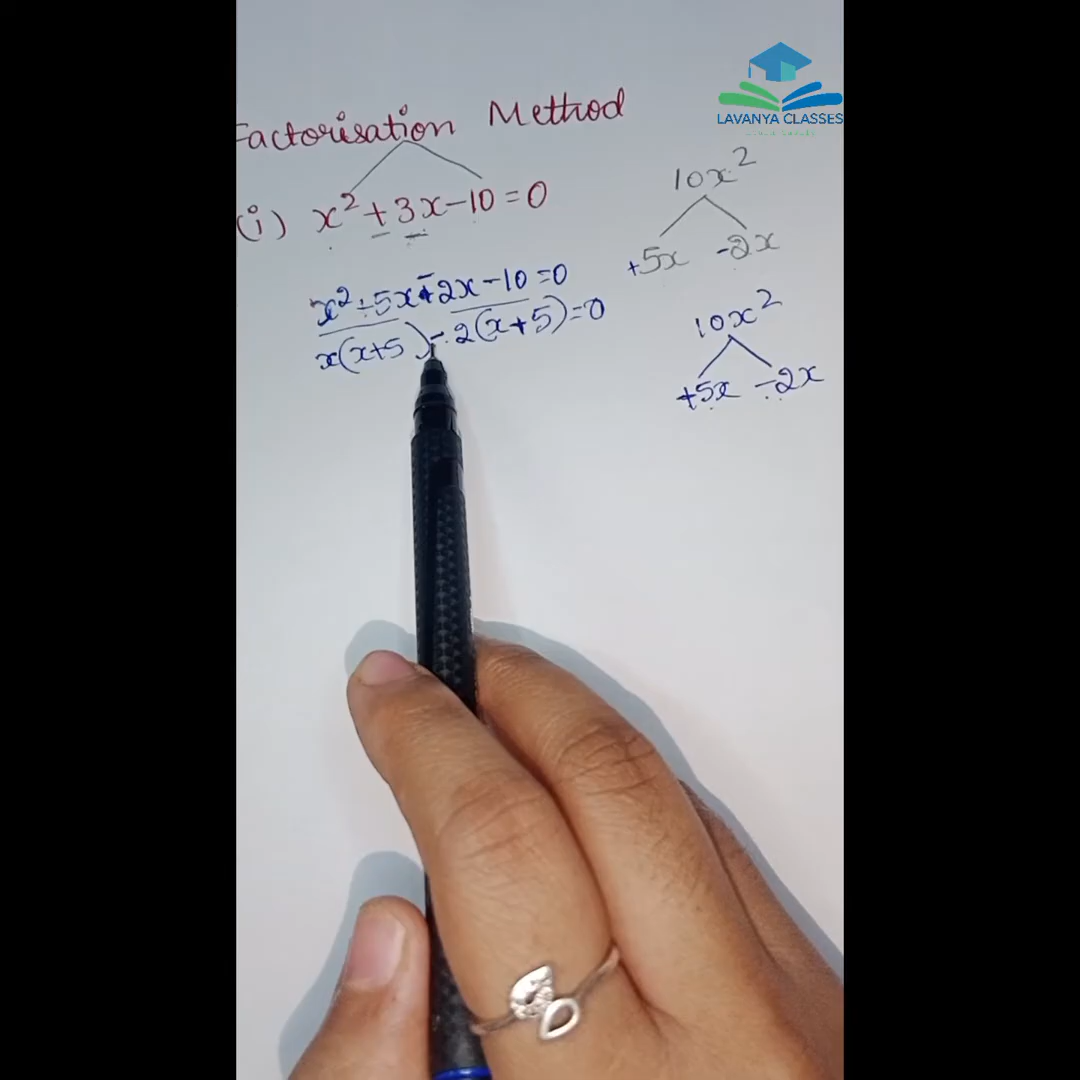 Factorisation Method
LAVANYA CLASSES
(i) x² + 3x - 10 = 0
10x²
+5x -2x
x² + 5x - 2x - 10 = 0
x(x+5) - 2(x+5) = 0
10x²
+5x -2x